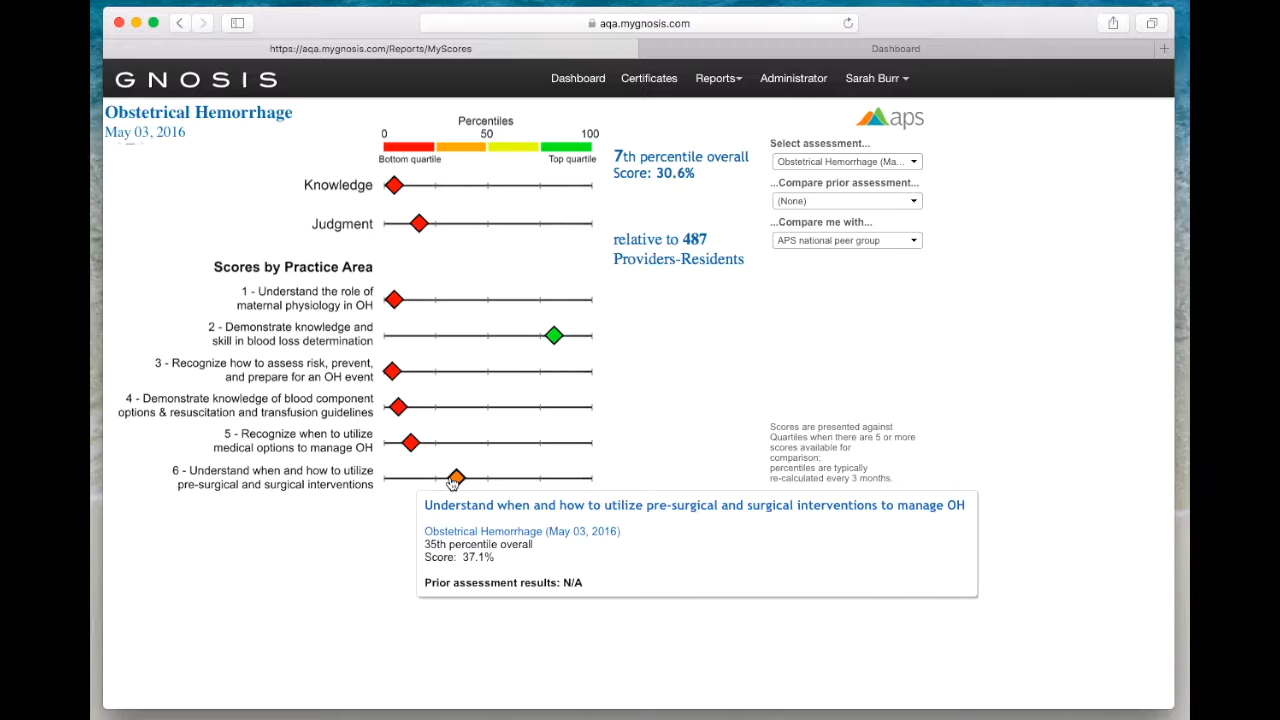 aqa.mygnosis.com
https://aqa.mygnosis.com/Reports/MyScores
Dashboard
GNOSIS
Dashboard Certificates Reports Administrator Sarah Burr
Obstetrical Hemorrhage
May 03, 2016
Percentiles
0 50 100
Bottom quartile Top quartile
Knowledge
Judgment
7th percentile overall
Score: 30.6%
relative to 487
Providers-Residents
Scores by Practice Area
1 - Understand the role of
maternal physiology in OH
2 - Demonstrate knowledge and
skill in blood loss determination
3 - Recognize how to assess risk, prevent,
and prepare for an OH event
4 - Demonstrate knowledge of blood component
options & resuscitation and transfusion guidelines
5 - Recognize when to utilize
medical options to manage OH
6 - Understand when and how to utilize
pre-surgical and surgical interventions
aps
Select assessment...
Obstetrical Hemorrhage (Ma...
...Compare prior assessment...
(None)
...Compare me with...
APS national peer group
Scores are presented against
Quartiles when there are 5 or more
scores available for
comparison;
percentiles are typically
re-calculated every 3 months.
Understand when and how to utilize pre-surgical and surgical interventions to manage OH
Obstetrical Hemorrhage (May 03, 2016)
35th percentile overall
Score: 37.1%
Prior assessment results: N/A